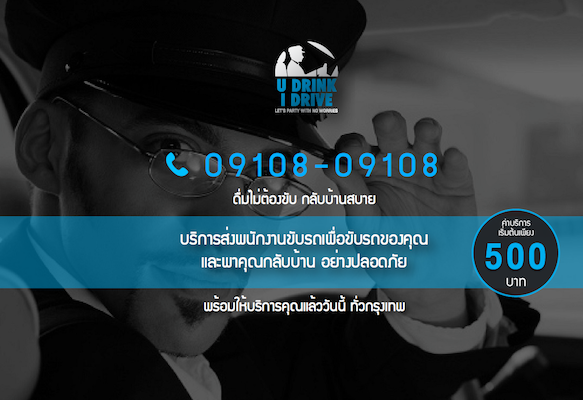 U DRINK
I DRIVE
LET'S PARTY WITH NO WORRIES
09108-09108
ดื่มไม่ต้องขับ กลับบ้านสบาย
บริการส่งพนักงานขับรถเพื่อขับรถของคุณ
และพาคุณกลับบ้าน อย่างปลอดภัย
ค่าบริการ
เริ่มต้นเพียง
500
บาท
พร้อมให้บริการคุณแล้ววันนี้ ทั่วกรุงเทพ